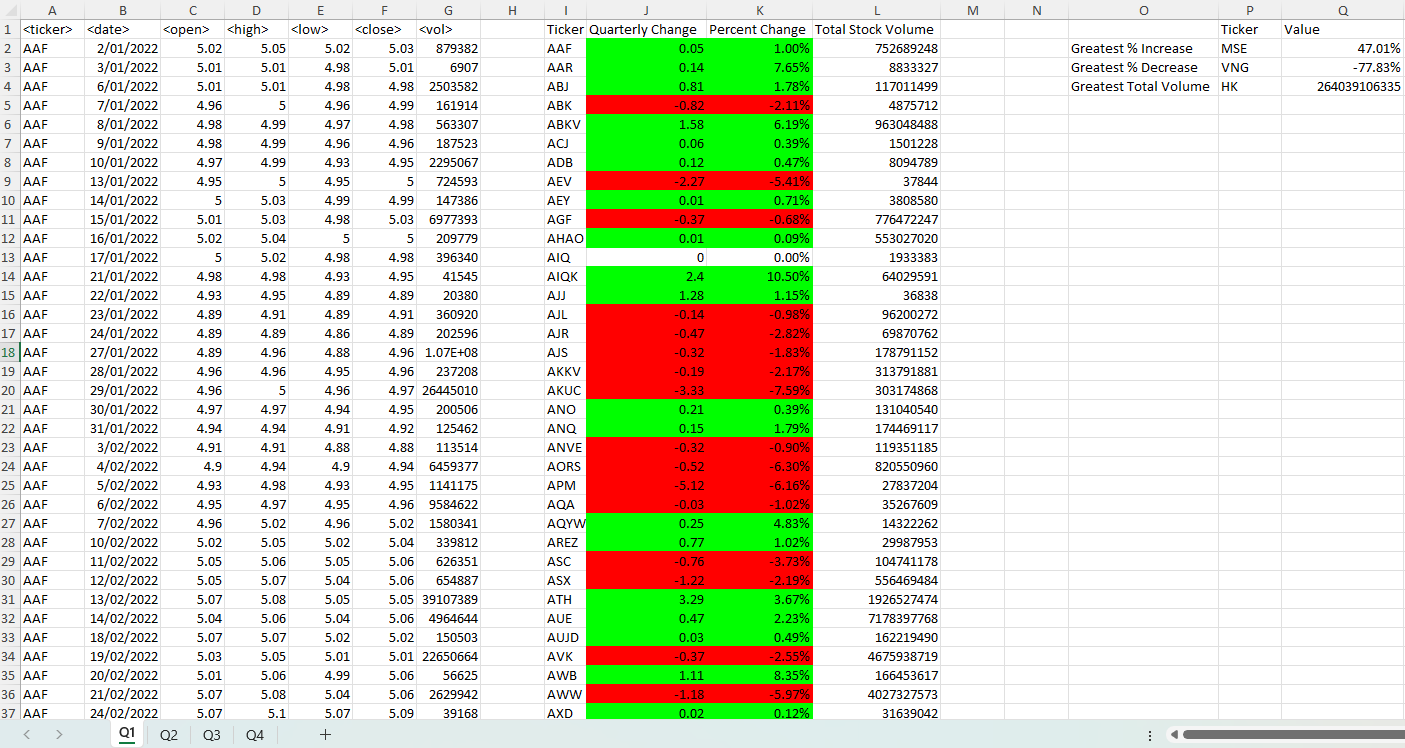 A B C D E F G H I J K L M N O P Q
1 <ticker> <date> <open> <high> <low> <close> <vol> Ticker Quarterly Change Percent Change Total Stock Volume Ticker Value
2 AAF 2/01/2022 5.02 5.05 5.02 5.03 879382 AAF 0.05 1.00% 752689248 Greatest % Increase MSE 47.01%
3 AAF 3/01/2022 5.01 5.01 4.98 5.01 6907 AAR 0.14 7.65% 8833327 Greatest % Decrease VNG -77.83%
4 AAF 6/01/2022 5.01 5.01 4.98 4.98 2503582 ABJ 0.81 1.78% 117011499 Greatest Total Volume HK 264039106335
5 AAF 7/01/2022 4.96 5 4.96 4.99 161914 ABK -0.82 -2.11% 4875712
6 AAF 8/01/2022 4.98 4.99 4.97 4.98 563307 ABKV 1.58 6.19% 963048488
7 AAF 9/01/2022 4.98 4.99 4.96 4.96 187523 ACJ 0.06 0.39% 1501228
8 AAF 10/01/2022 4.97 4.99 4.93 4.95 2295067 ADB 0.12 0.47% 8094789
9 AAF 13/01/2022 4.95 5 4.95 5 724593 AEV -2.27 -5.41% 37844
10 AAF 14/01/2022 5 5.03 4.99 4.99 147386 AEY 0.01 0.71% 3808580
11 AAF 15/01/2022 5.01 5.03 4.98 5.03 6977393 AGF -0.37 -0.68% 776472247
12 AAF 16/01/2022 5.02 5.04 5 5 209779 AHAO 0.01 0.09% 553027020
13 AAF 17/01/2022 5 5.02 4.98 4.98 396340 AIQ 0 0.00% 1933383
14 AAF 21/01/2022 4.98 4.98 4.93 4.95 41545 AIQK 2.4 10.50% 64029591
15 AAF 22/01/2022 4.93 4.95 4.89 4.89 20380 AJJ 1.28 1.15% 36838
16 AAF 23/01/2022 4.89 4.91 4.89 4.91 360920 AJL -0.14 -0.98% 96200272
17 AAF 24/01/2022 4.89 4.89 4.86 4.89 202596 AJR -0.47 -2.82% 69870762
18 AAF 27/01/2022 4.89 4.96 4.88 4.96 1.07E+08 AJS -0.32 -1.83% 178791152
19 AAF 28/01/2022 4.96 4.96 4.95 4.96 237208 AKKV -0.19 -2.17% 313791881
20 AAF 29/01/2022 4.96 5 4.96 4.97 26445010 AKUC -3.33 -7.59% 303174868
21 AAF 30/01/2022 4.97 4.97 4.94 4.95 200506 ANO 0.21 0.39% 131040540
22 AAF 31/01/2022 4.94 4.94 4.91 4.92 125462 ANQ 0.15 1.79% 174469117
23 AAF 3/02/2022 4.91 4.91 4.88 4.88 113514 ANVE -0.32 -0.90% 119351185
24 AAF 4/02/2022 4.9 4.94 4.9 4.94 6459377 AORS -0.52 -6.30% 820550960
25 AAF 5/02/2022 4.93 4.98 4.93 4.95 1141175 APM -5.12 -6.16% 27837204
26 AAF 6/02/2022 4.95 4.97 4.95 4.96 9584622 AQA -0.03 -1.02% 35267609
27 AAF 7/02/2022 4.96 5.02 4.96 5.02 1580341 AQYW 0.25 4.83% 14322262
28 AAF 10/02/2022 5.02 5.05 5.02 5.04 339812 AREZ 0.77 1.02% 29987953
29 AAF 11/02/2022 5.05 5.06 5.05 5.06 626351 ASC -0.76 -3.73% 104741178
30 AAF 12/02/2022 5.05 5.07 5.04 5.06 654887 ASX -1.22 -2.19% 556469484
31 AAF 13/02/2022 5.07 5.08 5.05 5.05 39107389 ATH 3.29 3.67% 1926527474
32 AAF 14/02/2022 5.04 5.06 5.04 5.06 4964644 AUE 0.47 2.23% 7178397768
33 AAF 18/02/2022 5.07 5.07 5.02 5.02 150503 AUJD 0.03 0.49% 162219490
34 AAF 19/02/2022 5.03 5.05 5.01 5.01 22650664 AVK -0.37 -2.55% 4675938719
35 AAF 20/02/2022 5.01 5.06 4.99 5.06 56625 AWB 1.11 8.35% 166453617
36 AAF 21/02/2022 5.07 5.08 5.04 5.06 2629942 AWW -1.18 -5.97% 4027327573
37 AAF 24/02/2022 5.07 5.1 5.07 5.09 39168 AXD 0.02 0.12% 31639042
Q1 Q2 Q3 Q4